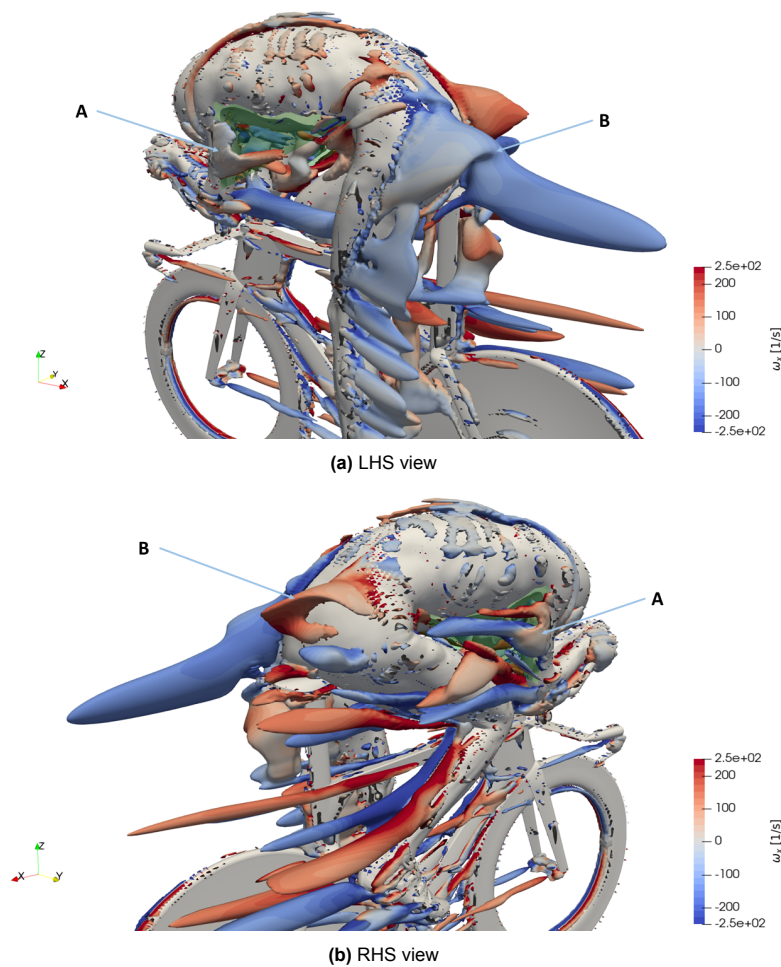 A
B
2.5e+02
200
100
0
-100
-200
-2.5e+02
ωx [1/s]
Z
Y
X
(a) LHS view
B
A
2.5e+02
200
100
0
-100
-200
-2.5e+02
ωx [1/s]
Z
X
Y
(b) RHS view